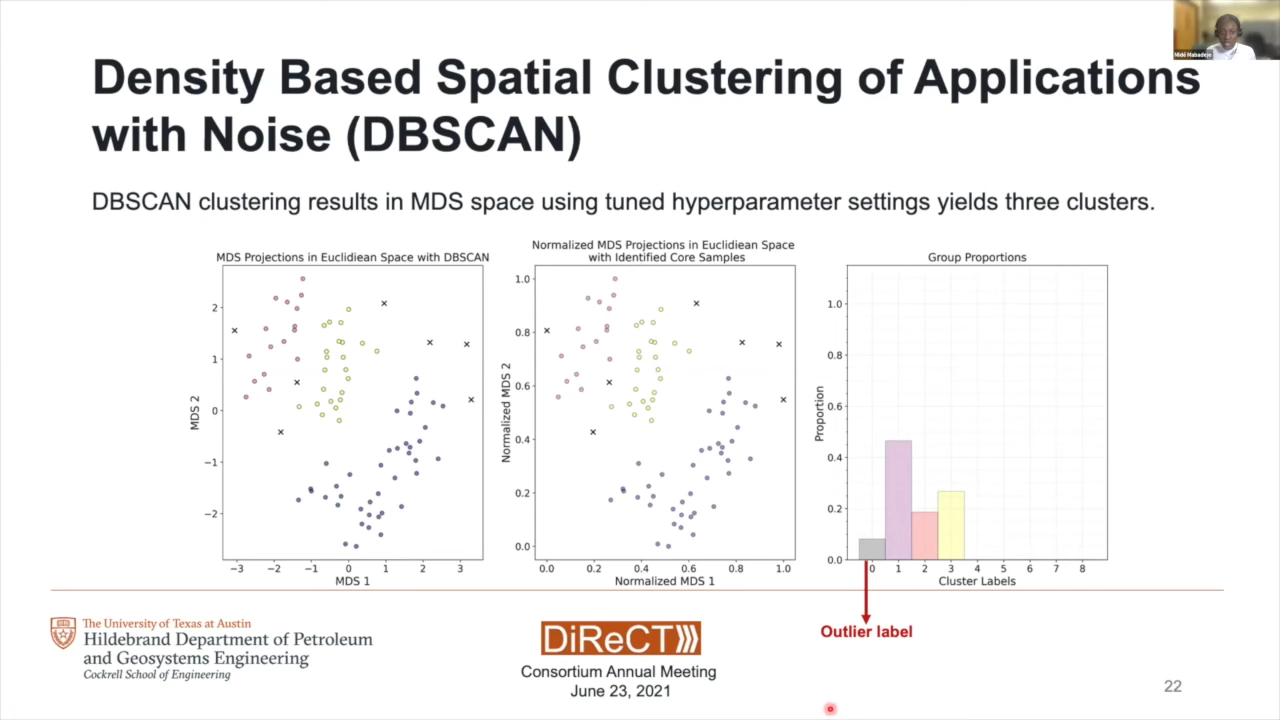 Midé Mabadeje
Density Based Spatial Clustering of Applications
with Noise (DBSCAN)
DBSCAN clustering results in MDS space using tuned hyperparameter settings yields three clusters.
MDS Projections in Euclidiean Space with DBSCAN
2
1
0
−1
−2
MDS 2
−3 −2 −1 0 1 2 3
MDS 1
Normalized MDS Projections in Euclidiean Space
with Identified Core Samples
1.0
0.8
0.6
0.4
0.2
0.0
Normalized MDS 2
0.0 0.2 0.4 0.6 0.8 1.0
Normalized MDS 1
Group Proportions
1.0
0.8
0.6
0.4
0.2
0.0
Proportion
0 1 2 3 4 5 6 7 8
Cluster Labels
Outlier label
The University of Texas at Austin
Hildebrand Department of Petroleum
and Geosystems Engineering
Cockrell School of Engineering
DiReCT
Consortium Annual Meeting
June 23, 2021
22